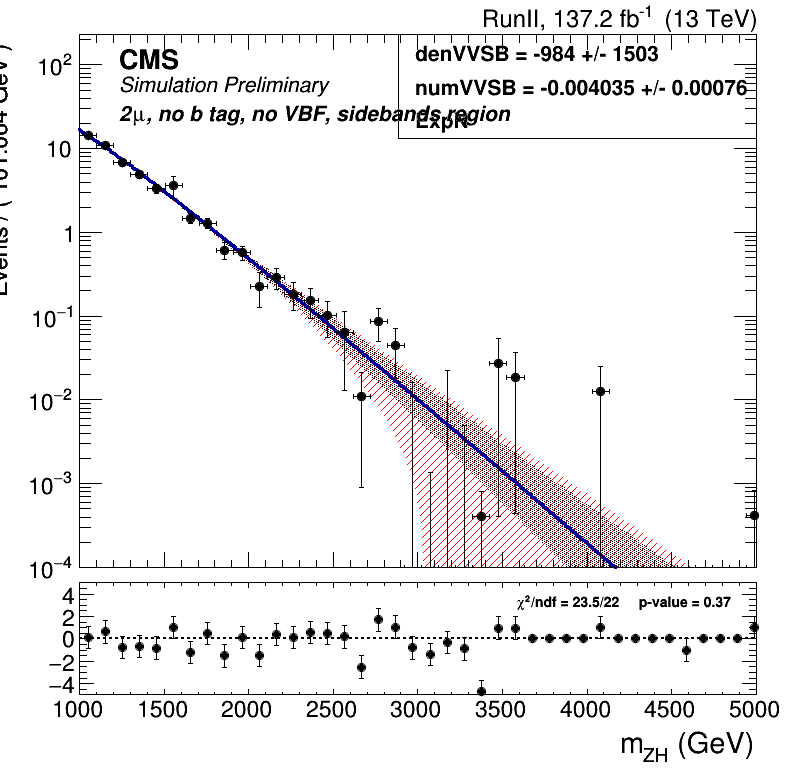 RunII, 137.2 fb⁻¹ (13 TeV)
CMS
Simulation Preliminary
2μ, no b tag, no VBF, sidebands region
denVVSB = -984 +/- 1503
numVVSB = -0.004035 +/- 0.00076
ExpR
10²
10
1
10⁻¹
10⁻²
10⁻³
10⁻⁴
Events / (
χ²/ndf = 23.5/22 p-value = 0.37
4
2
0
−2
−4
1000 1500 2000 2500 3000 3500 4000 4500 5000
m_ZH (GeV)